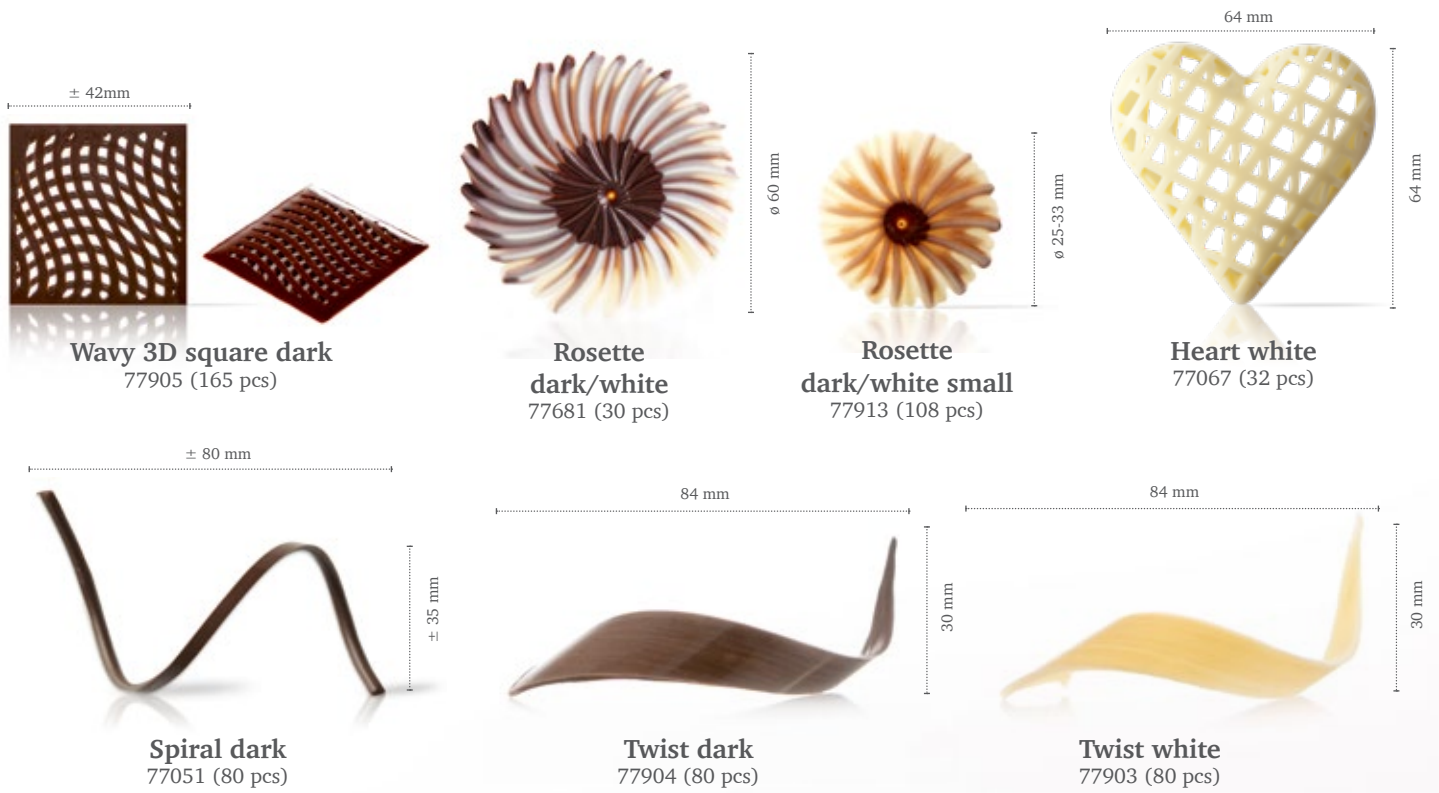 64 mm
± 42mm
ø 60 mm
ø 25-33 mm
64 mm
Wavy 3D square dark
77905 (165 pcs)
Rosette
dark/white
77681 (30 pcs)
Rosette
dark/white small
77913 (108 pcs)
Heart white
77067 (32 pcs)
± 80 mm
± 35 mm
84 mm
30 mm
84 mm
30 mm
Spiral dark
77051 (80 pcs)
Twist dark
77904 (80 pcs)
Twist white
77903 (80 pcs)